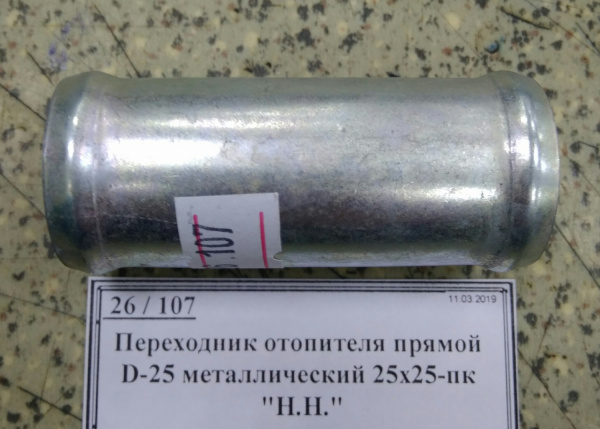 .107
26 / 107
11.03.2019
Переходник отопителя прямой
D-25 металлический 25х25-пк
"Н.Н."